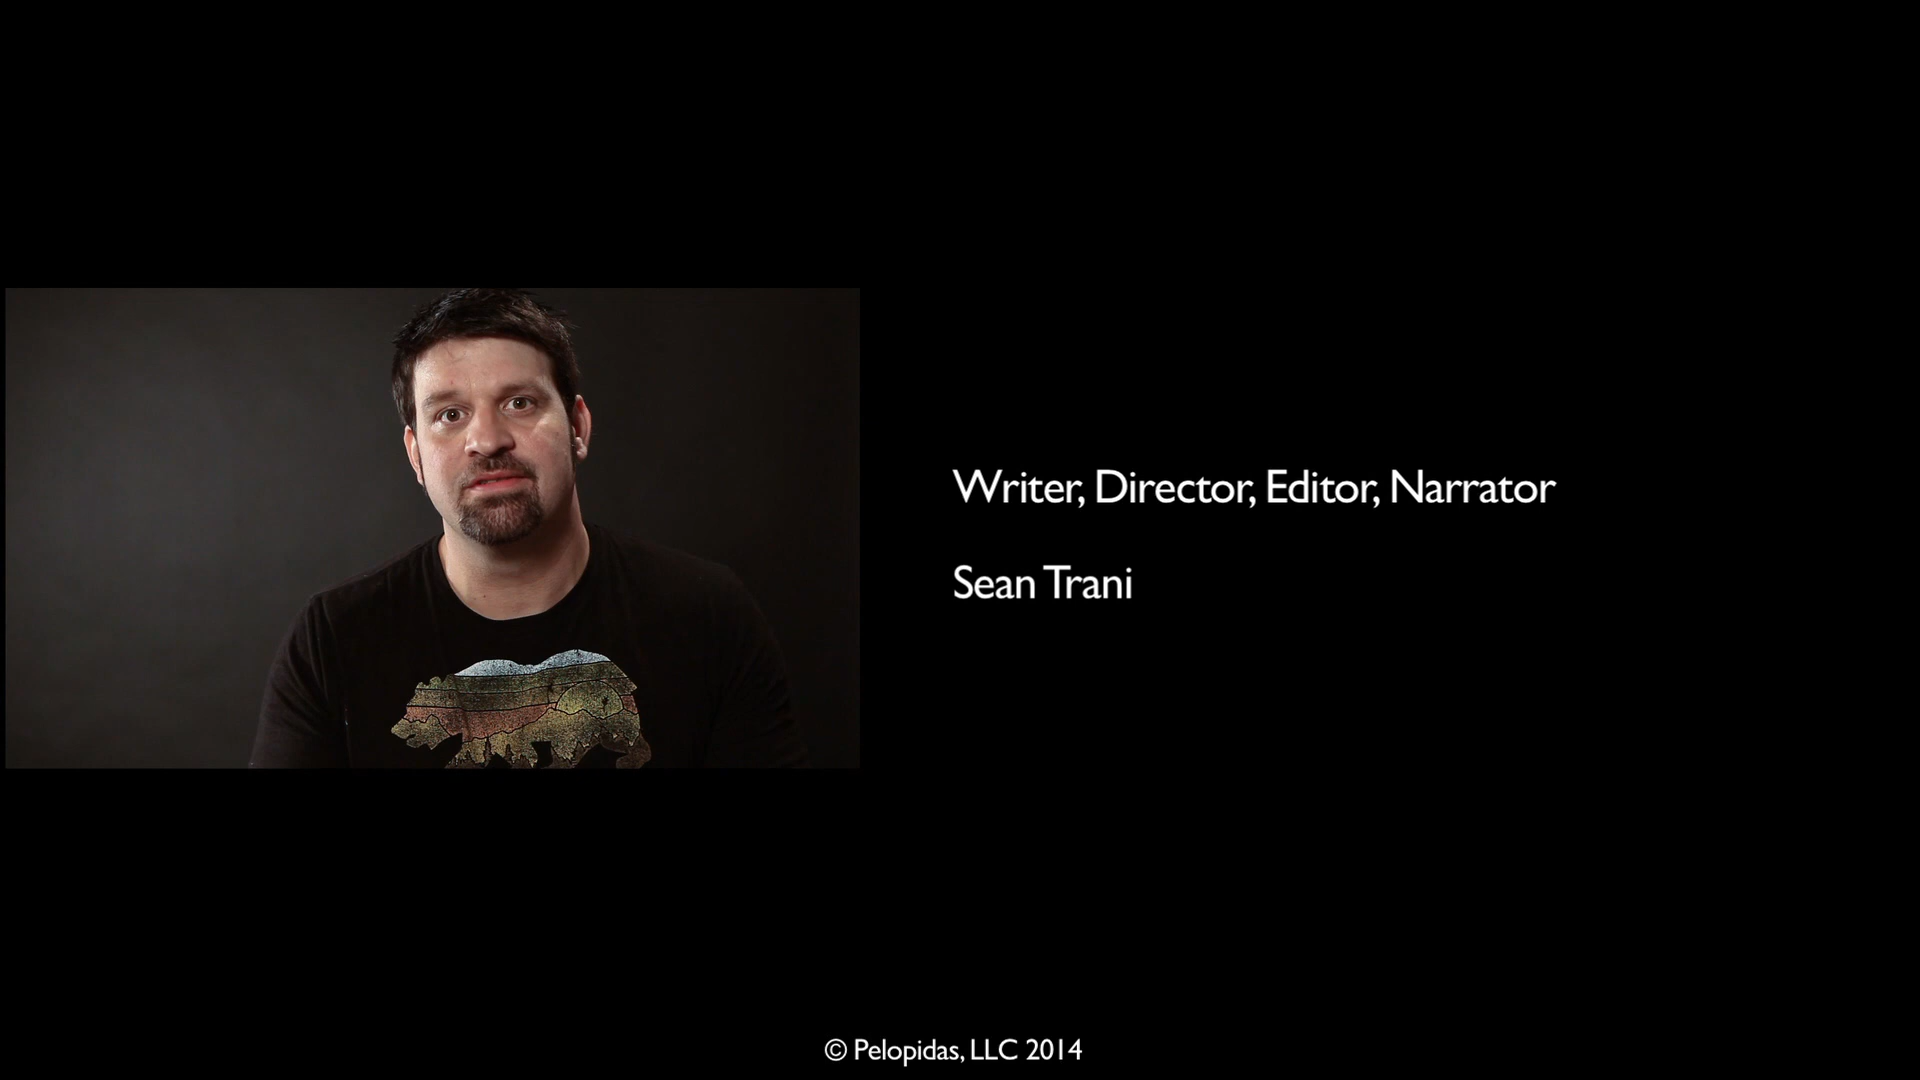 Writer, Director, Editor, Narrator
Sean Trani
© Pelopidas, LLC 2014